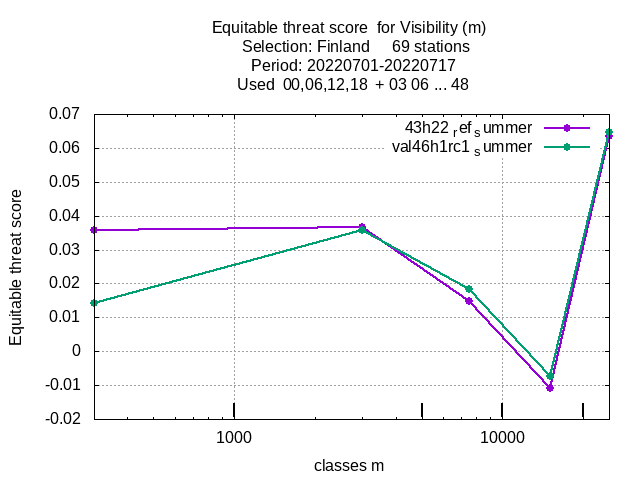 Equitable threat score  for Visibility (m)
Selection: Finland     69 stations
Period: 20220701-20220717
Used  00,06,12,18  + 03 06 ... 48
0.07
0.06
0.05
0.04
0.03
0.02
0.01
0
-0.01
-0.02
Equitable threat score
43h22 ref summer
val46h1rc1 summer
1000
10000
classes m